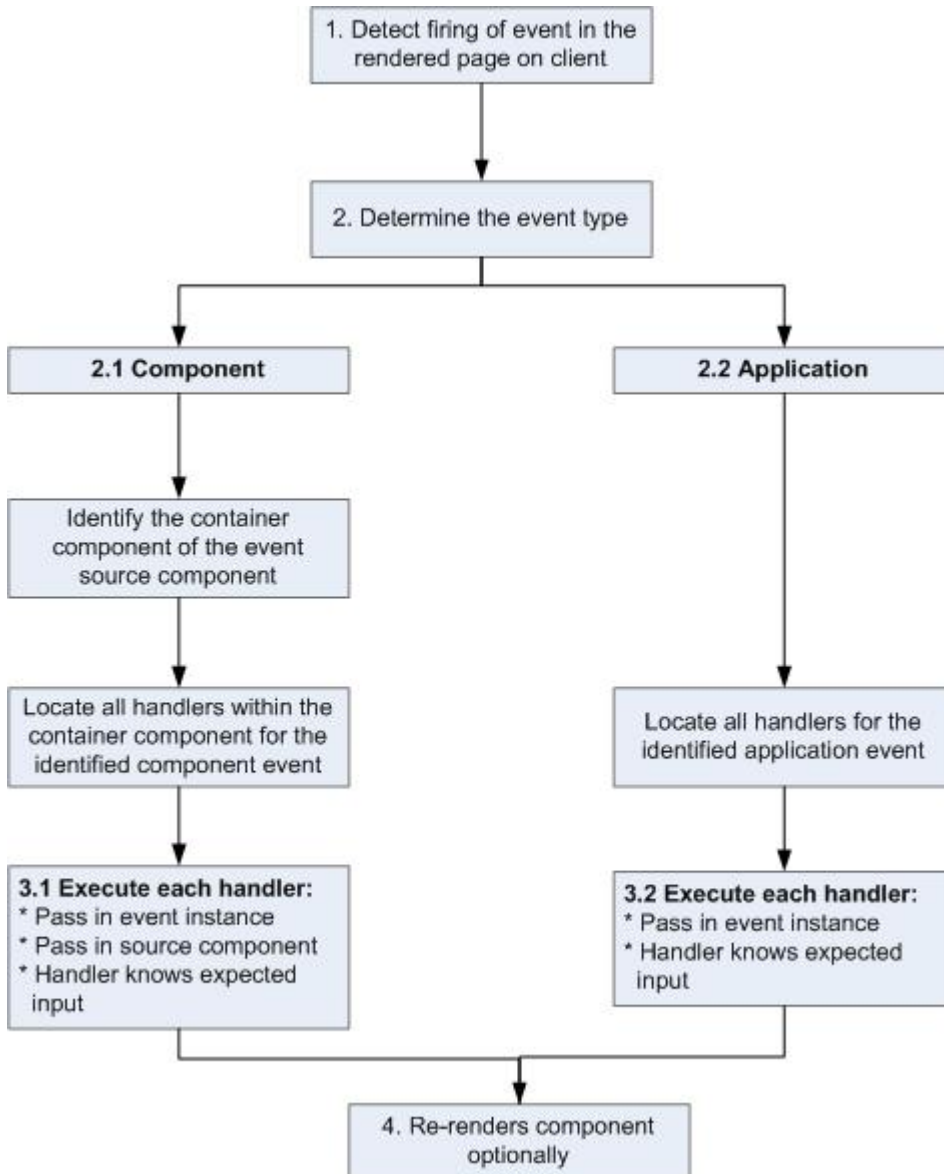 1. Detect firing of event in the
rendered page on client
2. Determine the event type
2.1 Component
2.2 Application
Identify the container
component of the event
source component
Locate all handlers within the
container component for the
identified component event
Locate all handlers for the
identified application event
3.1 Execute each handler:
* Pass in event instance
* Pass in source component
* Handler knows expected
input
3.2 Execute each handler:
* Pass in event instance
* Handler knows expected
input
4. Re-renders component
optionally